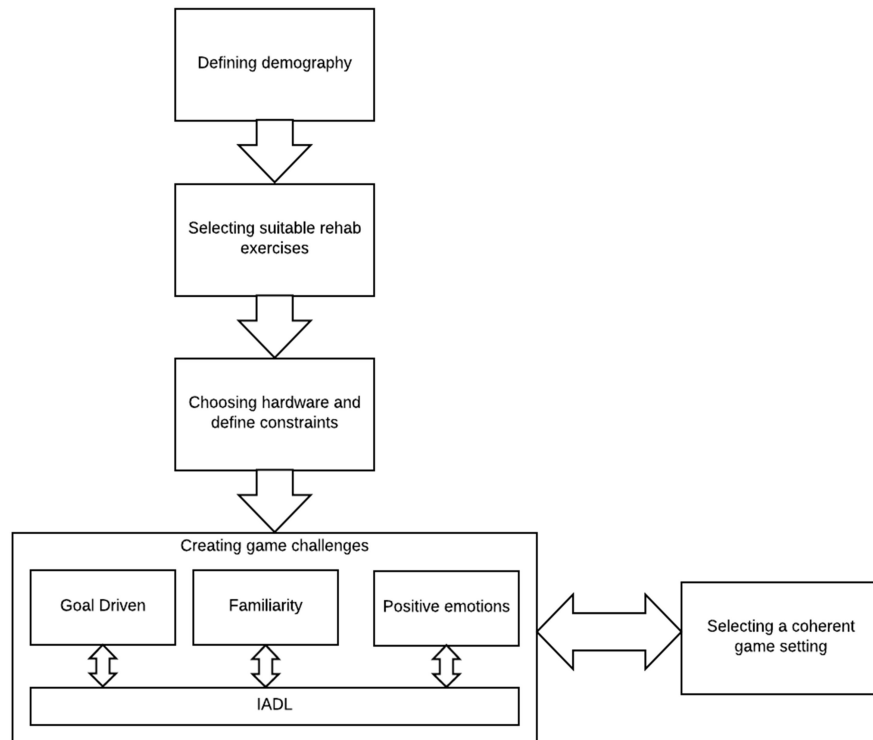 Defining demography
Selecting suitable rehab
exercises
Choosing hardware and
define constraints
Creating game challenges
Goal Driven
Familiarity
Positive emotions
Selecting a coherent
game setting
IADL